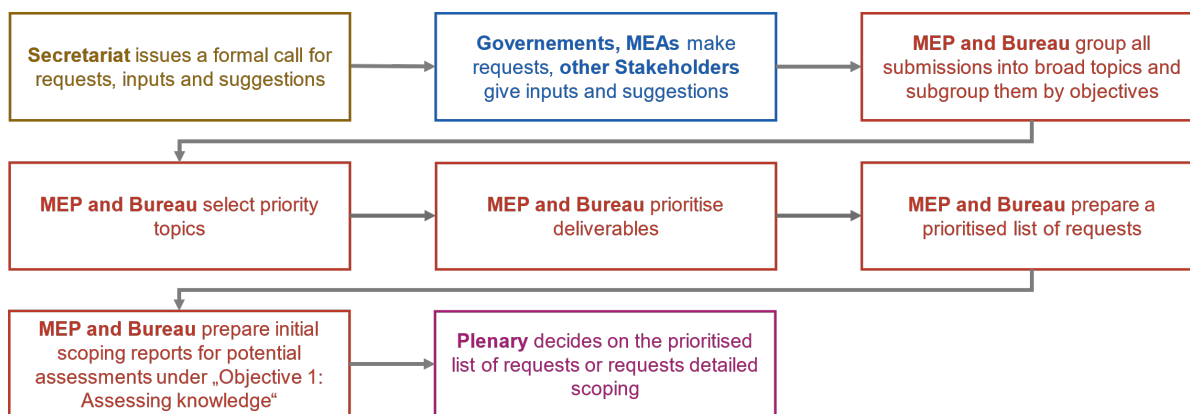 Secretariat issues a formal call for
requests, inputs and suggestions
Governements, MEAs make
requests, other Stakeholders
give inputs and suggestions
MEP and Bureau group all
submissions into broad topics and
subgroup them by objectives
MEP and Bureau select priority
topics
MEP and Bureau prioritise
deliverables
MEP and Bureau prepare a
prioritised list of requests
MEP and Bureau prepare initial
scoping reports for potential
assessments under „Objective 1:
Assessing knowledge“
Plenary decides on the prioritised
list of requests or requests detailed
scoping